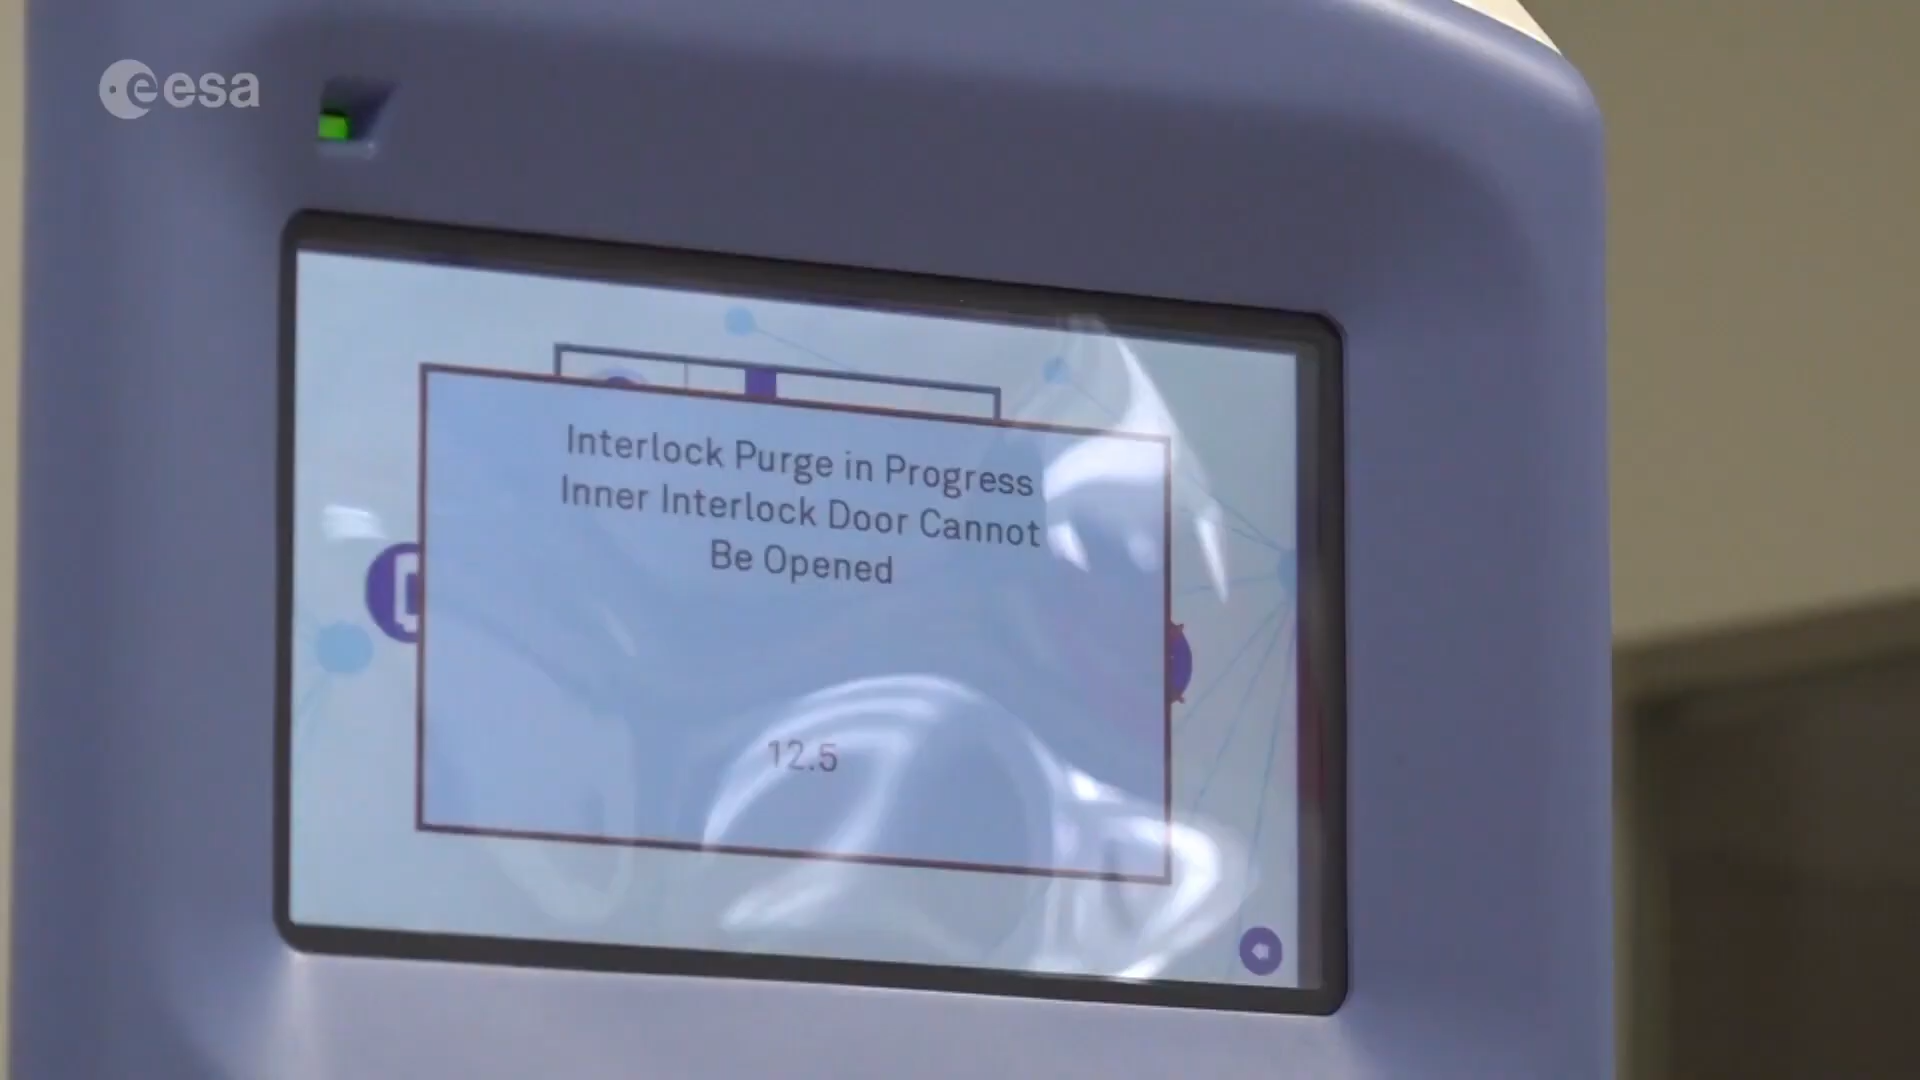 esa
Interlock Purge in Progress
Inner Interlock Door Cannot
Be Opened
12.5